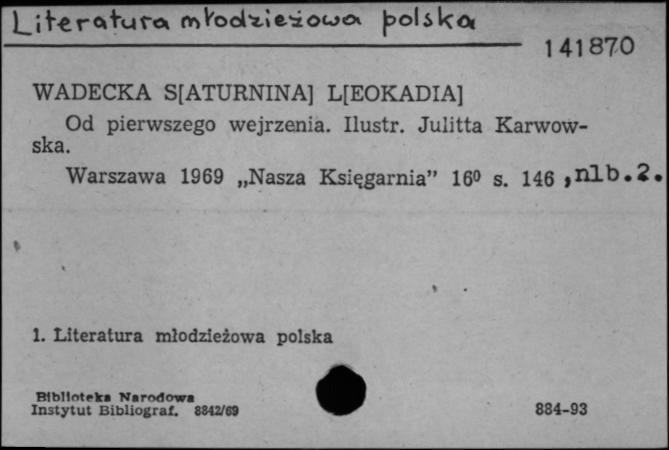 Literatura młodzieżowa polska
141870
WADECKA S[ATURNINA] L[EOKADIA]
Od pierwszego wejrzenia. Ilustr. Julitta Karwow-
ska.
Warszawa 1969 „Nasza Księgarnia” 16⁰ s. 146 ,nlb.2.
1. Literatura młodzieżowa polska
Biblioteka Narodowa
Instytut Bibliograf. 8842/69
884-93